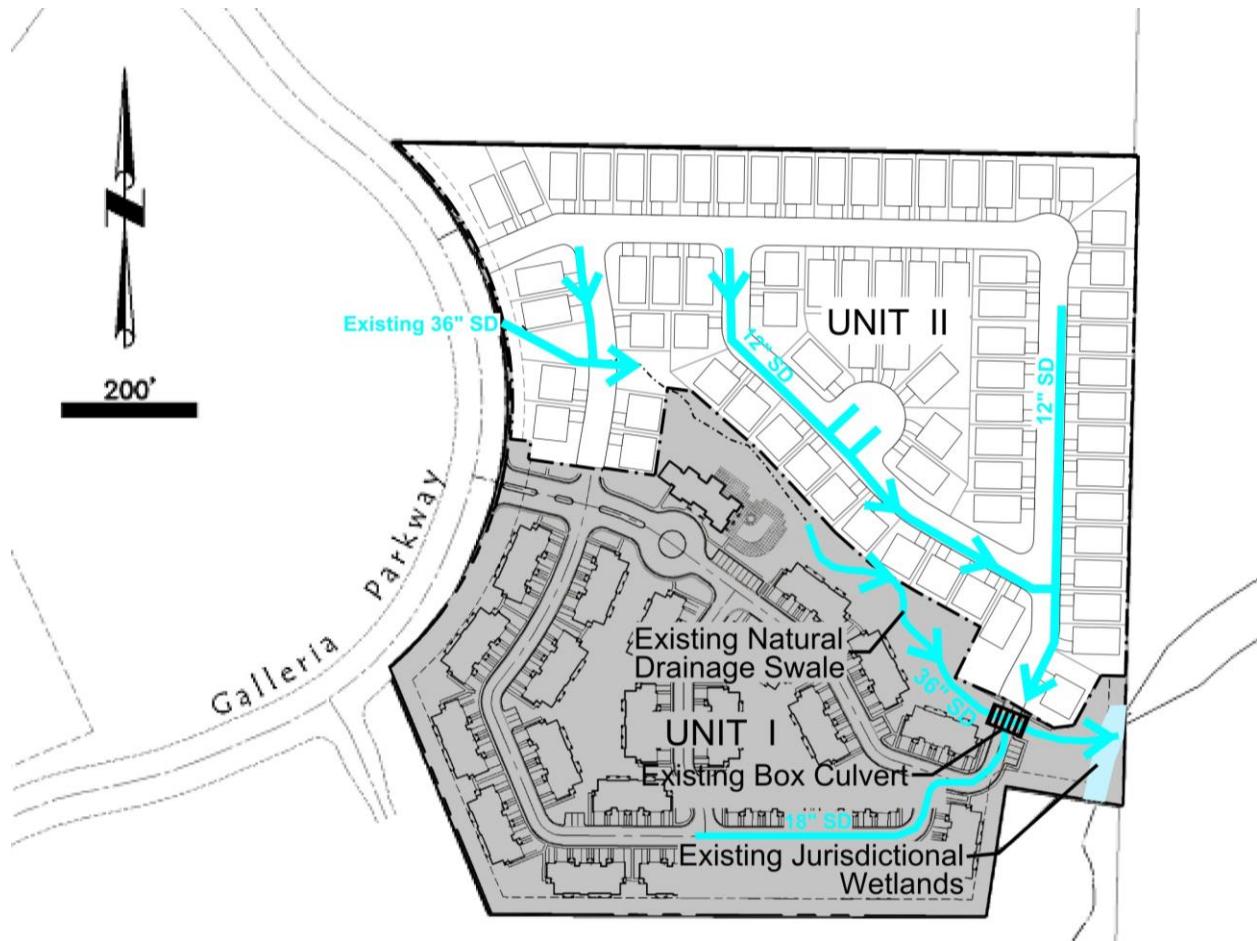 N
200'
Existing 36" SD
UNIT II
12" SD
12" SD
Galleria Parkway
Existing Natural
Drainage Swale
36" SD
UNIT I
Existing Box Culvert
18" SD
Existing Jurisdictional
Wetlands